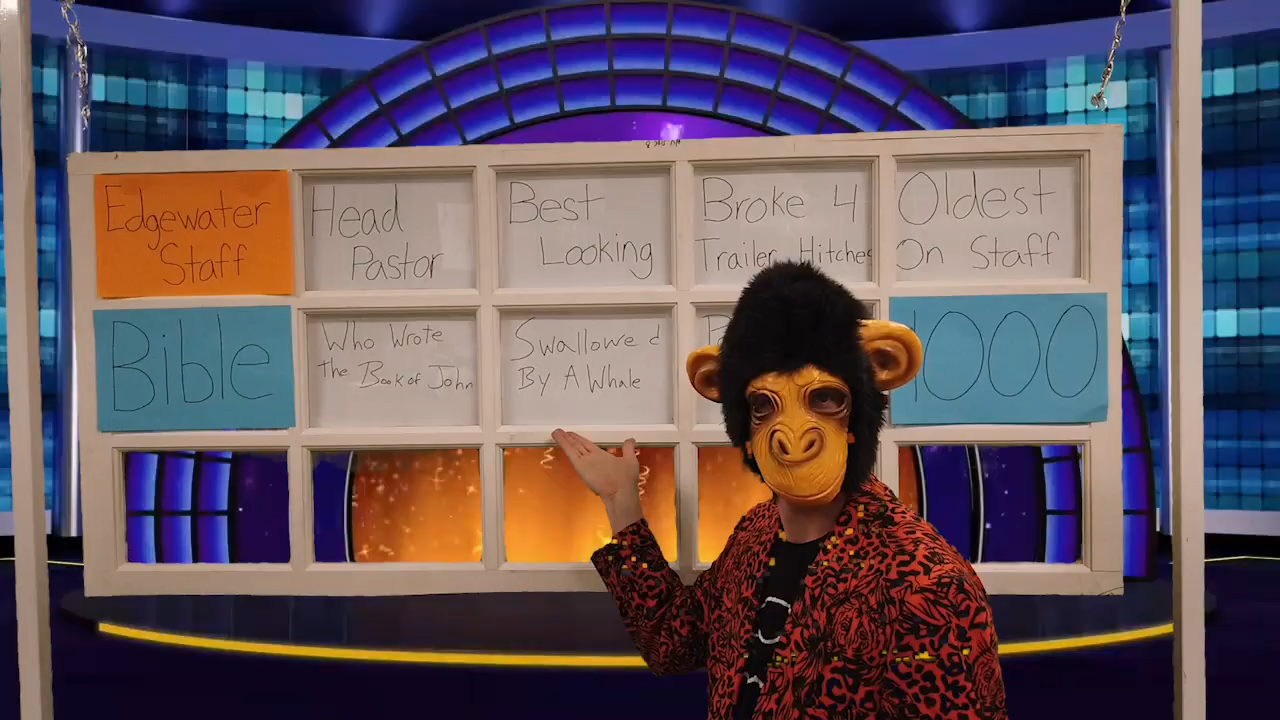 Edgewater
Staff
Head
Pastor
Best
Looking
Broke 4
Trailer Hitches
Oldest
On Staff
Bible
Who Wrote
The Book of John
Swallowed
By A Whale
1000